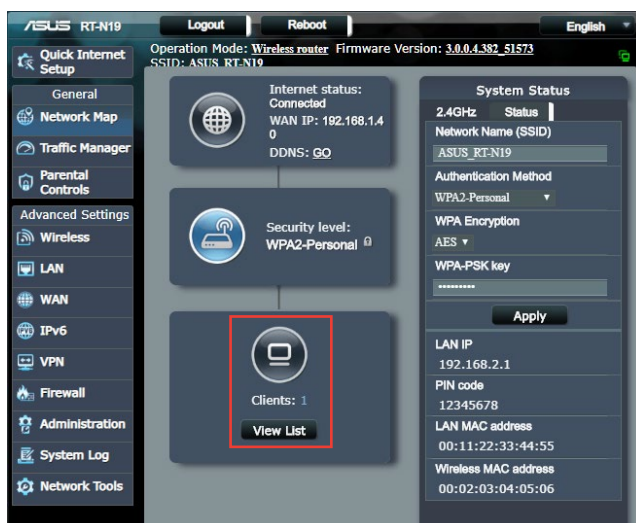 ASUS RT-N19
Logout
Reboot
English
Quick Internet
Setup
General
Network Map
Traffic Manager
Parental
Controls
Advanced Settings
Wireless
LAN
WAN
IPv6
VPN
Firewall
Administration
System Log
Network Tools
Operation Mode: Wireless router Firmware Version: 3.0.0.4.382_51573
SSID: ASUS_RT-N19
Internet status:
Connected
WAN IP: 192.168.1.4
0
DDNS: GO
Security level:
WPA2-Personal
Clients: 1
View List
System Status
2.4GHz Status
Network Name (SSID)
ASUS_RT-N19
Authentication Method
WPA2-Personal
WPA Encryption
AES
WPA-PSK key
·········
Apply
LAN IP
192.168.2.1
PIN code
12345678
LAN MAC address
00:11:22:33:44:55
Wireless MAC address
00:02:03:04:05:06